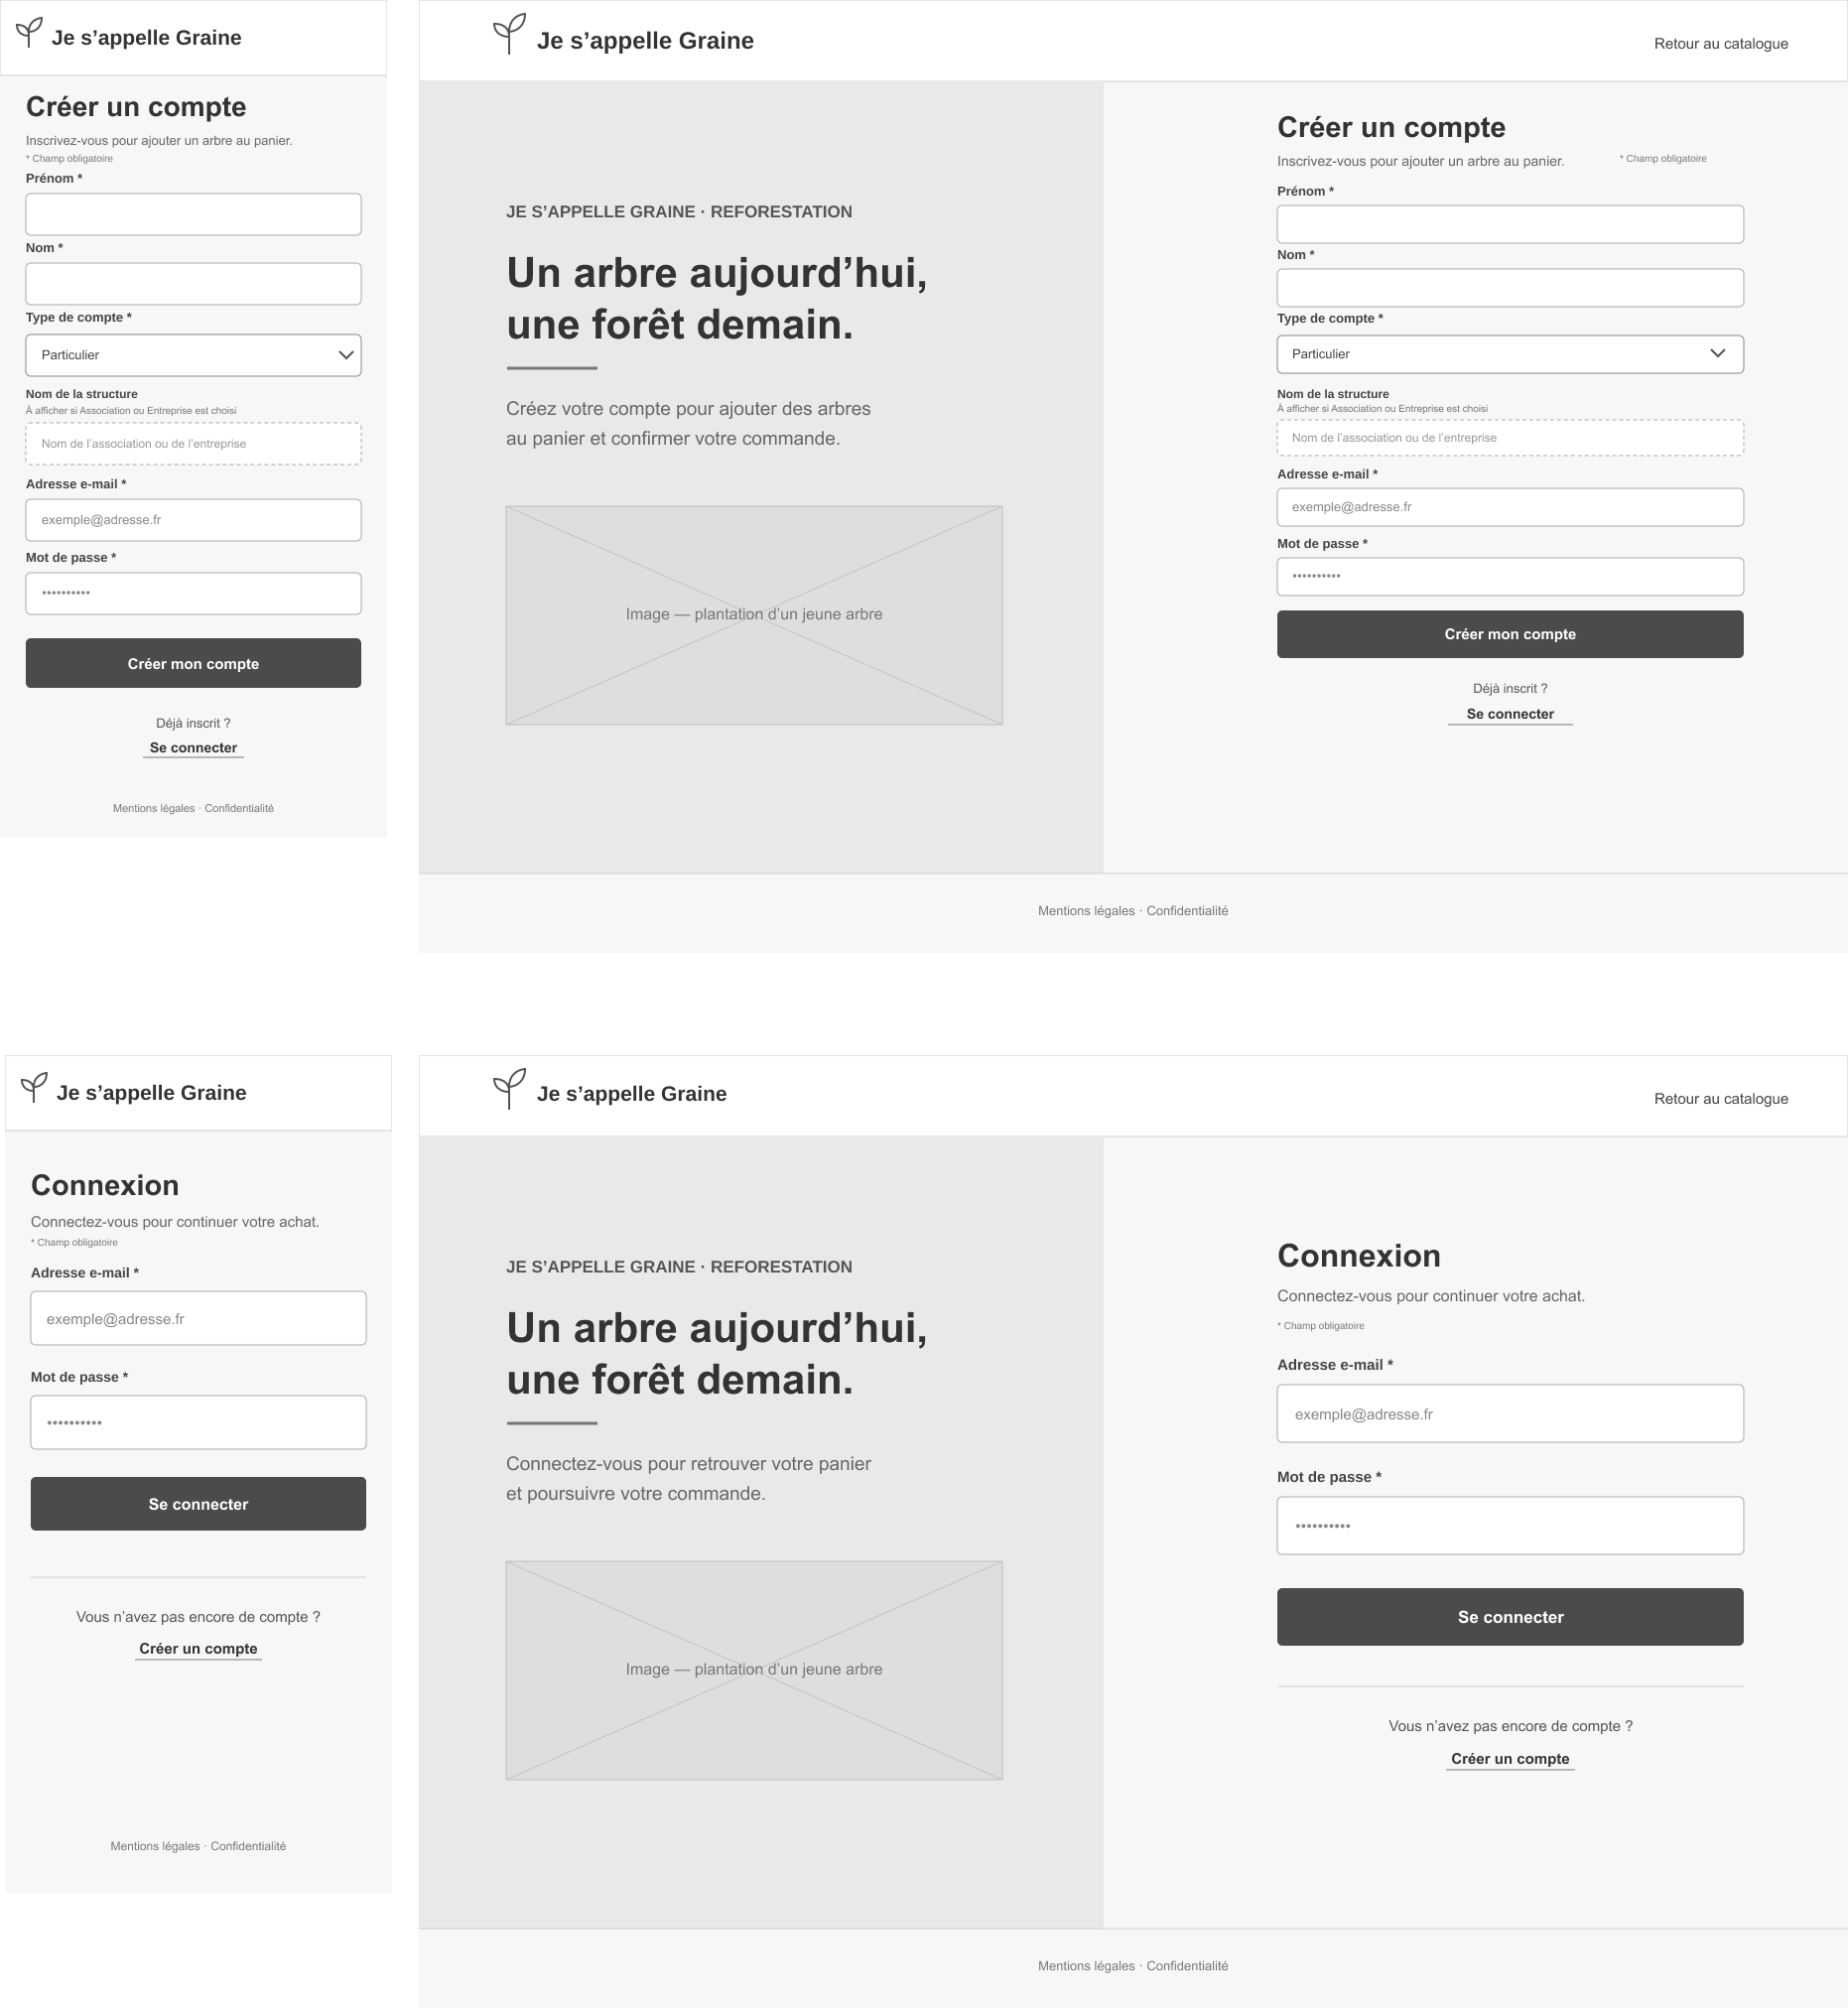 Je s’appelle Graine
Créer un compte
Inscrivez-vous pour ajouter un arbre au panier.
* Champ obligatoire
Prénom *
Nom *
Type de compte *
Particulier
Nom de la structure
À afficher si Association ou Entreprise est choisi
Nom de l’association ou de l’entreprise
Adresse e-mail *
exemple@adresse.fr
Mot de passe *
••••••••••
Créer mon compte
Déjà inscrit ?
Se connecter
Mentions légales · Confidentialité
Je s’appelle Graine
Retour au catalogue
JE S’APPELLE GRAINE · REFORESTATION
Un arbre aujourd’hui,
une forêt demain.
Créez votre compte pour ajouter des arbres
au panier et confirmer votre commande.
Image — plantation d’un jeune arbre
Créer un compte
Inscrivez-vous pour ajouter un arbre au panier.
* Champ obligatoire
Prénom *
Nom *
Type de compte *
Particulier
Nom de la structure
À afficher si Association ou Entreprise est choisi
Nom de l’association ou de l’entreprise
Adresse e-mail *
exemple@adresse.fr
Mot de passe *
••••••••••
Créer mon compte
Déjà inscrit ?
Se connecter
Mentions légales · Confidentialité
Je s’appelle Graine
Connexion
Connectez-vous pour continuer votre achat.
* Champ obligatoire
Adresse e-mail *
exemple@adresse.fr
Mot de passe *
••••••••••
Se connecter
Vous n’avez pas encore de compte ?
Créer un compte
Mentions légales · Confidentialité
Je s’appelle Graine
Retour au catalogue
JE S’APPELLE GRAINE · REFORESTATION
Un arbre aujourd’hui,
une forêt demain.
Connectez-vous pour retrouver votre panier
et poursuivre votre commande.
Image — plantation d’un jeune arbre
Connexion
Connectez-vous pour continuer votre achat.
* Champ obligatoire
Adresse e-mail *
exemple@adresse.fr
Mot de passe *
••••••••••
Se connecter
Vous n’avez pas encore de compte ?
Créer un compte
Mentions légales · Confidentialité